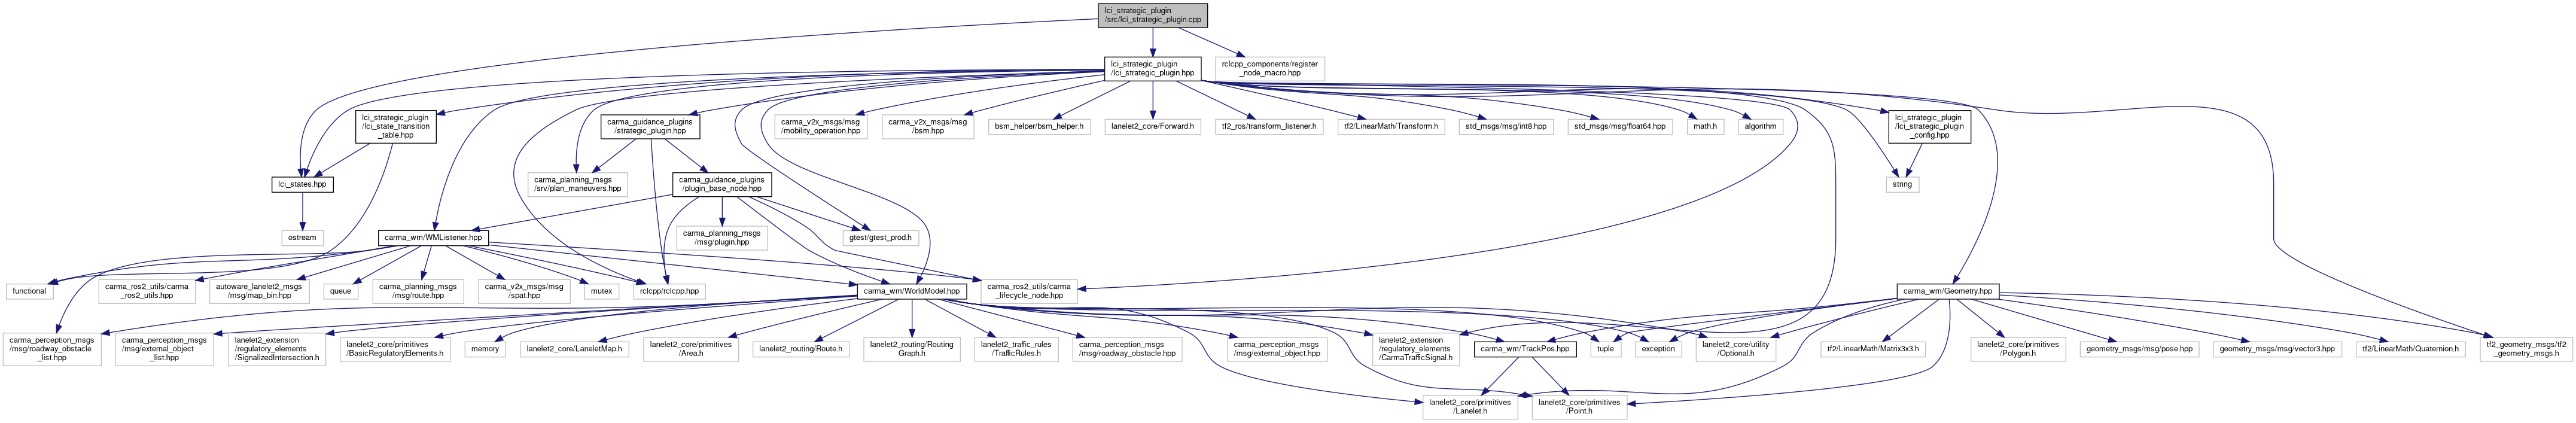 lci_strategic_plugin
/src/lci_strategic_plugin.cpp
lci_strategic_plugin
/lci_strategic_plugin.hpp
rclcpp_components/register
_node_macro.hpp
lci_strategic_plugin
/lci_state_transition
_table.hpp
carma_guidance_plugins
/strategic_plugin.hpp
carma_v2x_msgs/msg
/mobility_operation.hpp
carma_v2x_msgs/msg
/bsm.hpp
bsm_helper/bsm_helper.h
lanelet2_core/Forward.h
tf2_ros/transform_listener.h
tf2/LinearMath/Transform.h
std_msgs/msg/int8.hpp
std_msgs/msg/float64.hpp
math.h
algorithm
lci_strategic_plugin
/lci_strategic_plugin
_config.hpp
lci_states.hpp
carma_planning_msgs
/srv/plan_maneuvers.hpp
carma_guidance_plugins
/plugin_base_node.hpp
string
ostream
carma_wm/WMListener.hpp
carma_planning_msgs
/msg/plugin.hpp
gtest/gtest_prod.h
functional
carma_ros2_utils/carma
_ros2_utils.hpp
autoware_lanelet2_msgs
/msg/map_bin.hpp
queue
carma_planning_msgs
/msg/route.hpp
carma_v2x_msgs/msg
/spat.hpp
mutex
rclcpp/rclcpp.hpp
carma_wm/WorldModel.hpp
carma_ros2_utils/carma
_lifecycle_node.hpp
carma_wm/Geometry.hpp
carma_perception_msgs
/msg/roadway_obstacle
_list.hpp
carma_perception_msgs
/msg/external_object
_list.hpp
lanelet2_extension
/regulatory_elements
/SignalizedIntersection.h
lanelet2_core/primitives
/BasicRegulatoryElements.h
memory
lanelet2_core/LaneletMap.h
lanelet2_core/primitives
/Area.h
lanelet2_routing/Route.h
lanelet2_routing/Routing
Graph.h
lanelet2_traffic_rules
/TrafficRules.h
carma_perception_msgs
/msg/roadway_obstacle.hpp
carma_perception_msgs
/msg/external_object.hpp
lanelet2_extension
/regulatory_elements
/CarmaTrafficSignal.h
carma_wm/TrackPos.hpp
tuple
exception
lanelet2_core/utility
/Optional.h
tf2/LinearMath/Matrix3x3.h
lanelet2_core/primitives
/Polygon.h
geometry_msgs/msg/pose.hpp
geometry_msgs/msg/vector3.hpp
tf2/LinearMath/Quaternion.h
tf2_geometry_msgs/tf2
_geometry_msgs.h
lanelet2_core/primitives
/Lanelet.h
lanelet2_core/primitives
/Point.h